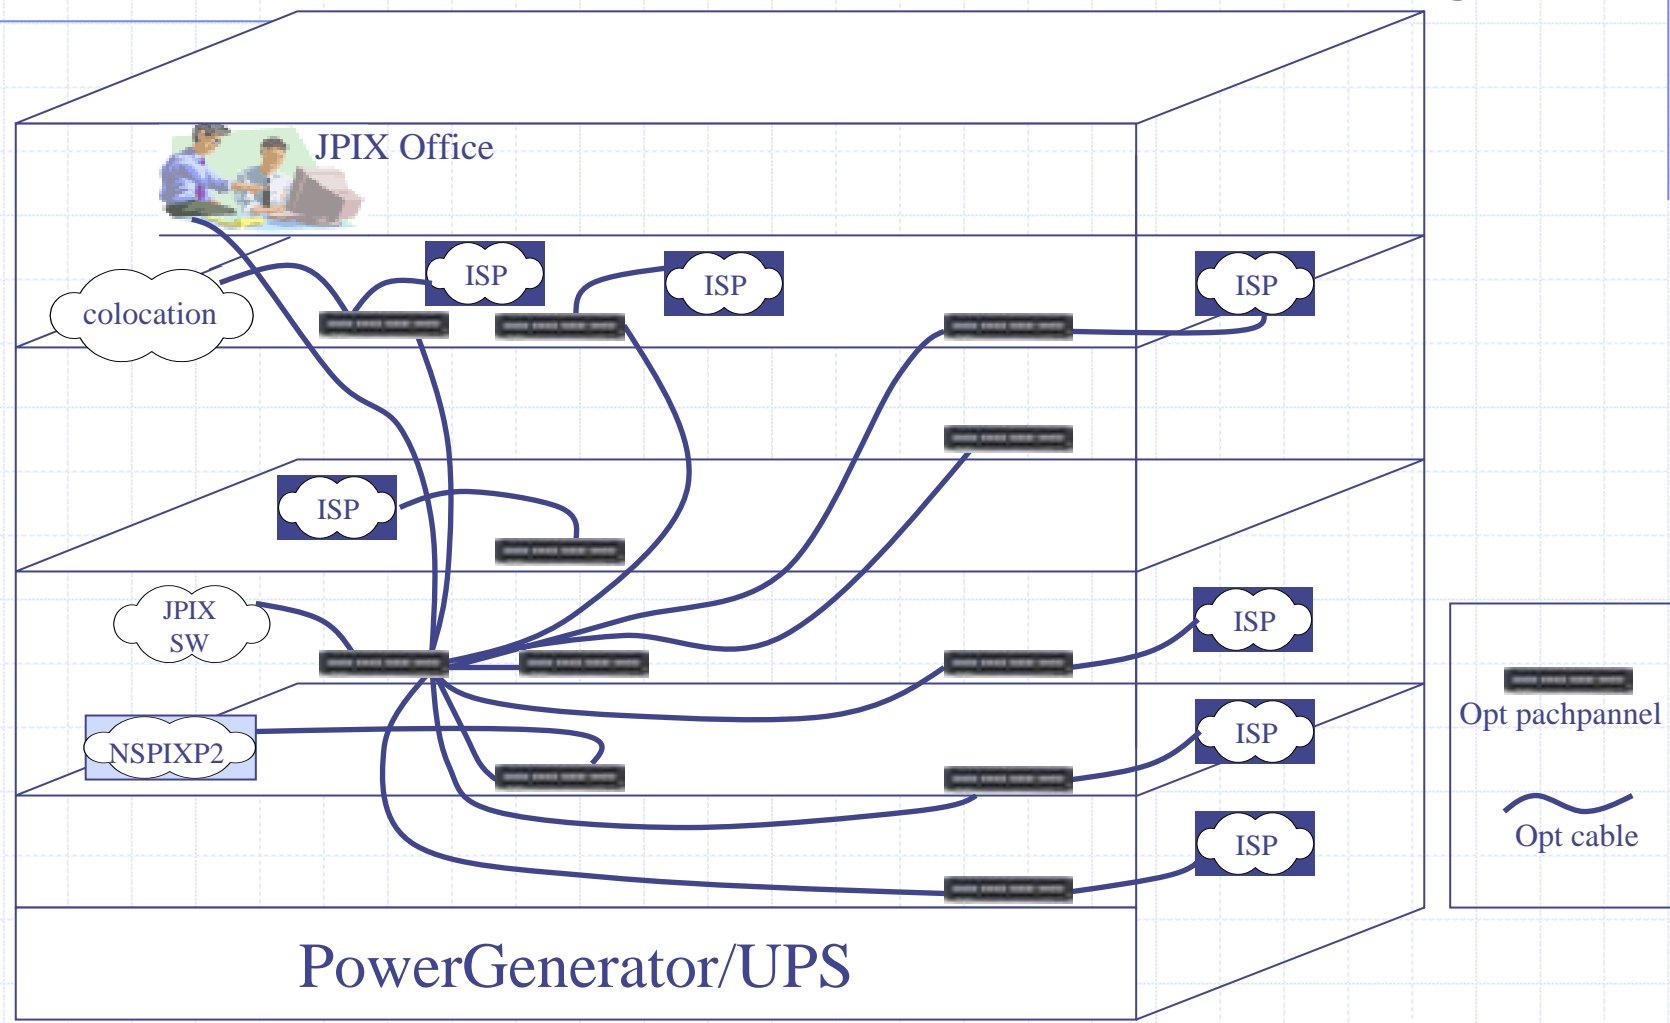 JPIX Office
ISP
ISP
ISP
colocation
ISP
JPIX
SW
ISP
NSPIXP2
ISP
Opt pachpannel
ISP
Opt cable
PowerGenerator/UPS